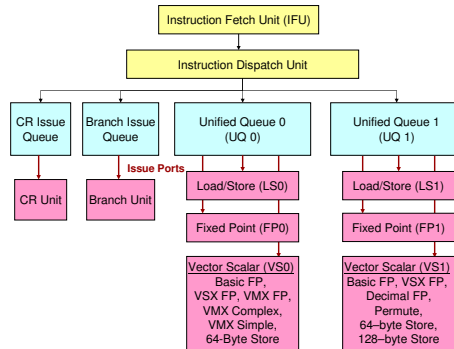 Instruction Fetch Unit (IFU)
Instruction Dispatch Unit
CR Issue
Queue
Branch Issue
Queue
Unified Queue 0
(UQ 0)
Unified Queue 1
(UQ 1)
Issue Ports
CR Unit
Branch Unit
Load/Store (LS0)
Load/Store (LS1)
Fixed Point (FP0)
Fixed Point (FP1)
Vector Scalar (VS0)
Basic FP,
VSX FP, VMX FP,
VMX Complex,
VMX Simple,
64-Byte Store
Vector Scalar (VS1)
Basic FP, VSX FP,
Decimal FP,
Permute,
64–byte Store,
128–byte Store